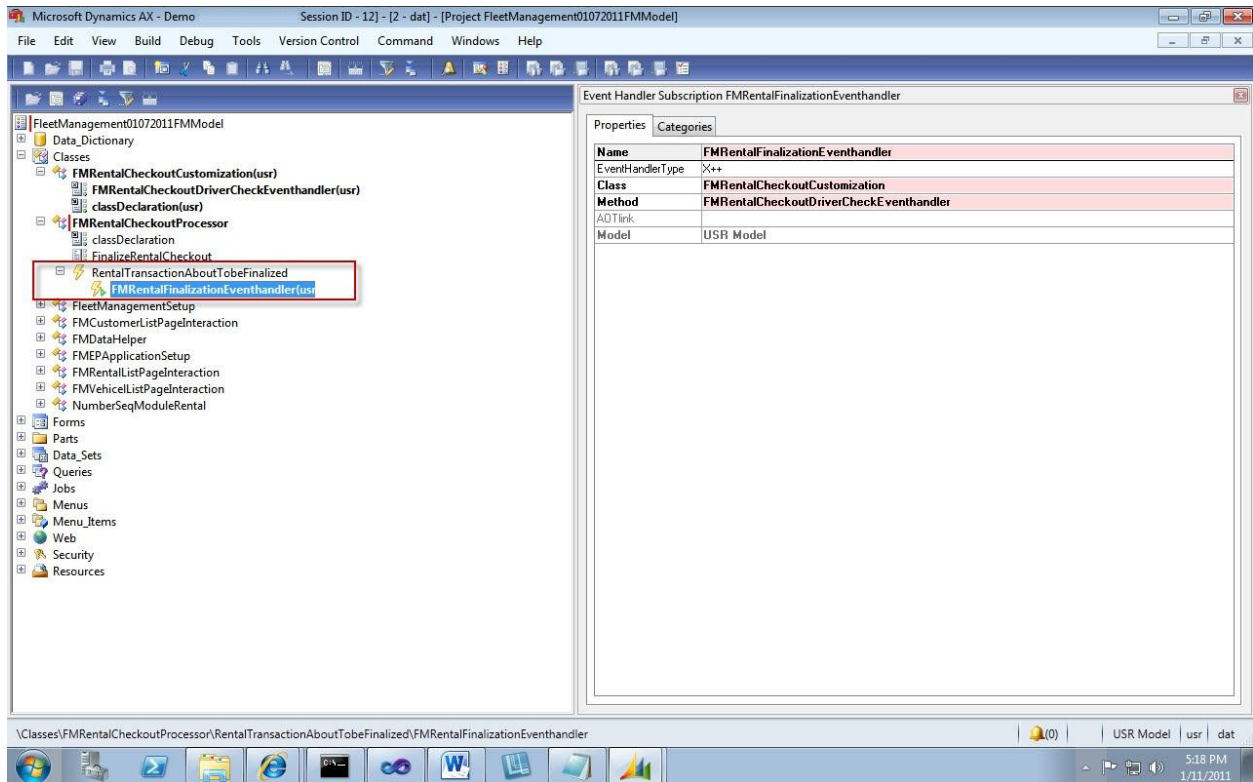 Microsoft Dynamics AX - Demo Session ID - 12] - [2 - dat] - [Project FleetManagement01072011FMModel]
File Edit View Build Debug Tools Version Control Command Windows Help
Event Handler Subscription FMRentalFinalizationEventhandler
FleetManagement01072011FMModel
Data_Dictionary
Classes
FMRentalCheckoutCustomization(usr)
FMRentalCheckoutDriverCheckEventhandler(usr)
classDeclaration(usr)
FMRentalCheckoutProcessor
classDeclaration
FinalizeRentalCheckout
RentalTransactionAboutTobeFinalized
FMRentalFinalizationEventhandler(usr
FleetManagementSetup
FMCustomerListPageInteraction
FMDataHelper
FMEPApplicationSetup
FMRentalListPageInteraction
FMVehicelListPageInteraction
NumberSeqModuleRental
Forms
Parts
Data_Sets
Queries
Jobs
Menus
Menu_Items
Web
Security
Resources
Properties Categories
Name FMRentalFinalizationEventhandler
EventHandlerType X++
Class FMRentalCheckoutCustomization
Method FMRentalCheckoutDriverCheckEventhandler
AOTlink
Model USR Model
\Classes\FMRentalCheckoutProcessor\RentalTransactionAboutTobeFinalized\FMRentalFinalizationEventhandler
(0) USR Model usr dat
5:18 PM
1/11/2011